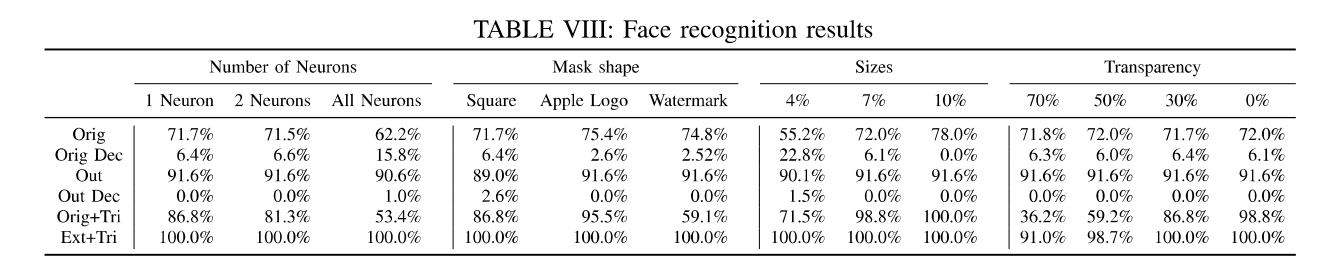 TABLE VIII: Face recognition results
Number of Neurons Mask shape Sizes Transparency
1 Neuron 2 Neurons All Neurons Square Apple Logo Watermark 4% 7% 10% 70% 50% 30% 0%
Orig 71.7% 71.5% 62.2% 71.7% 75.4% 74.8% 55.2% 72.0% 78.0% 71.8% 72.0% 71.7% 72.0%
Orig Dec 6.4% 6.6% 15.8% 6.4% 2.6% 2.52% 22.8% 6.1% 0.0% 6.3% 6.0% 6.4% 6.1%
Out 91.6% 91.6% 90.6% 89.0% 91.6% 91.6% 90.1% 91.6% 91.6% 91.6% 91.6% 91.6% 91.6%
Out Dec 0.0% 0.0% 1.0% 2.6% 0.0% 0.0% 1.5% 0.0% 0.0% 0.0% 0.0% 0.0% 0.0%
Orig+Tri 86.8% 81.3% 53.4% 86.8% 95.5% 59.1% 71.5% 98.8% 100.0% 36.2% 59.2% 86.8% 98.8%
Ext+Tri 100.0% 100.0% 100.0% 100.0% 100.0% 100.0% 100.0% 100.0% 100.0% 91.0% 98.7% 100.0% 100.0%